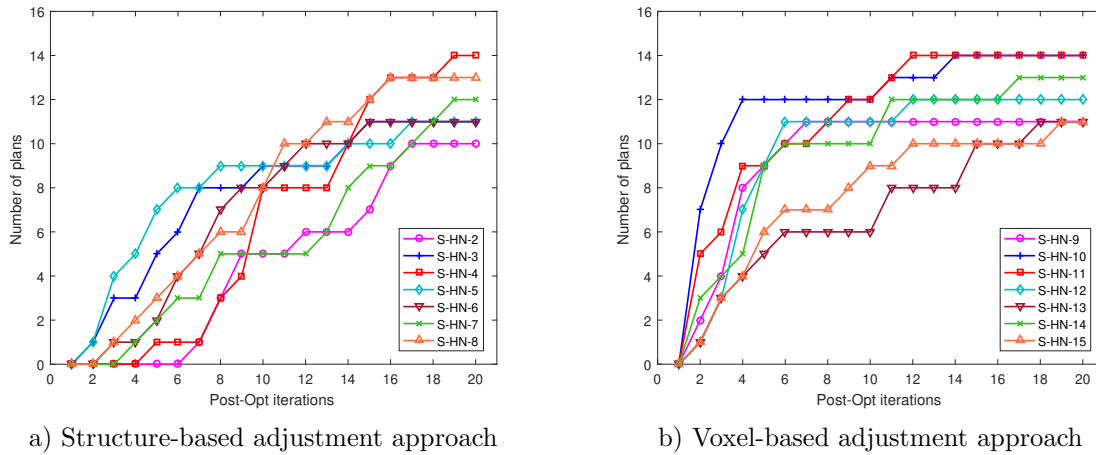 16
14
12
10
8
6
4
2
0
Number of plans
0 2 4 6 8 10 12 14 16 18 20
Post-Opt iterations
S-HN-2
S-HN-3
S-HN-4
S-HN-5
S-HN-6
S-HN-7
S-HN-8
a) Structure-based adjustment approach
16
14
12
10
8
6
4
2
0
Number of plans
0 2 4 6 8 10 12 14 16 18 20
Post-Opt iterations
S-HN-9
S-HN-10
S-HN-11
S-HN-12
S-HN-13
S-HN-14
S-HN-15
b) Voxel-based adjustment approach